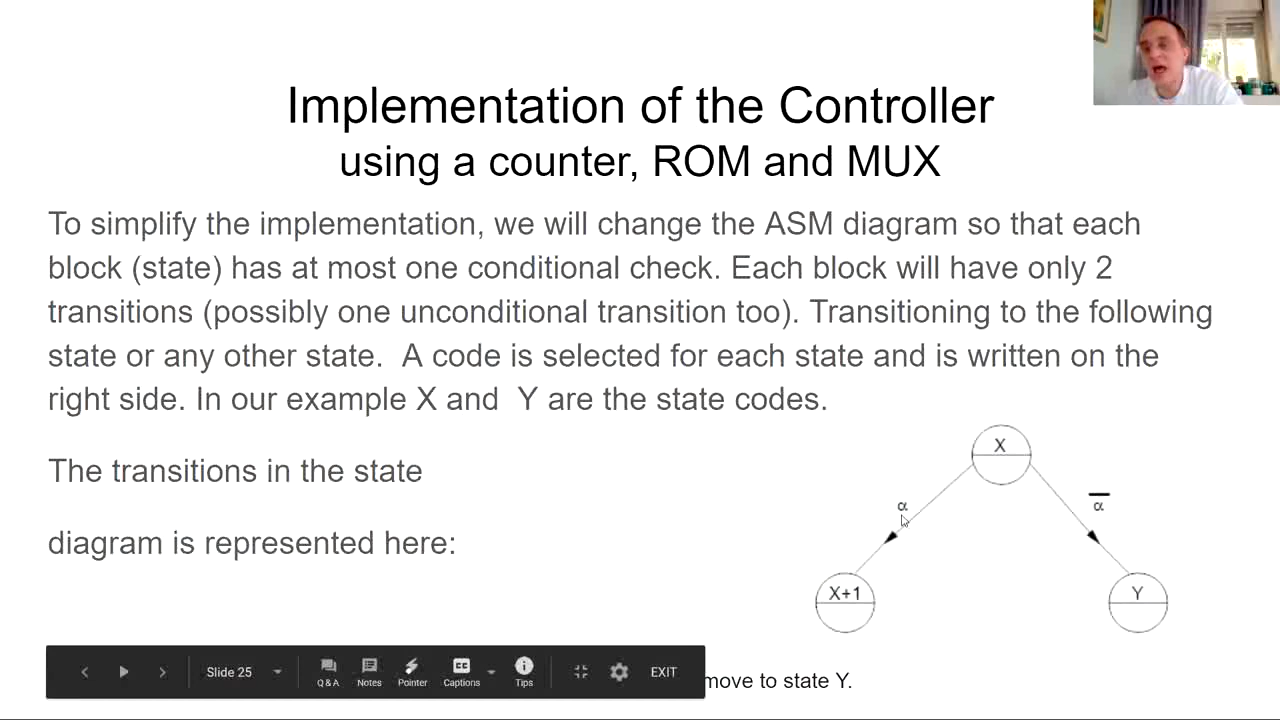 Implementation of the Controller
using a counter, ROM and MUX
To simplify the implementation, we will change the ASM diagram so that each
block (state) has at most one conditional check. Each block will have only 2
transitions (possibly one unconditional transition too). Transitioning to the following
state or any other state.  A code is selected for each state and is written on the
right side. In our example X and  Y are the state codes.
The transitions in the state
diagram is represented here:
X
α
α̅
X+1
Y
move to state Y.
Slide 25
Q & A
Notes
Pointer
CC
Captions
Tips
EXIT